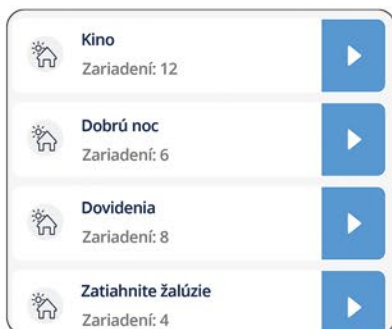 Kino
Zariadení: 12
Dobrú noc
Zariadení: 6
Dovidenia
Zariadení: 8
Zatiahnite žalúzie
Zariadení: 4